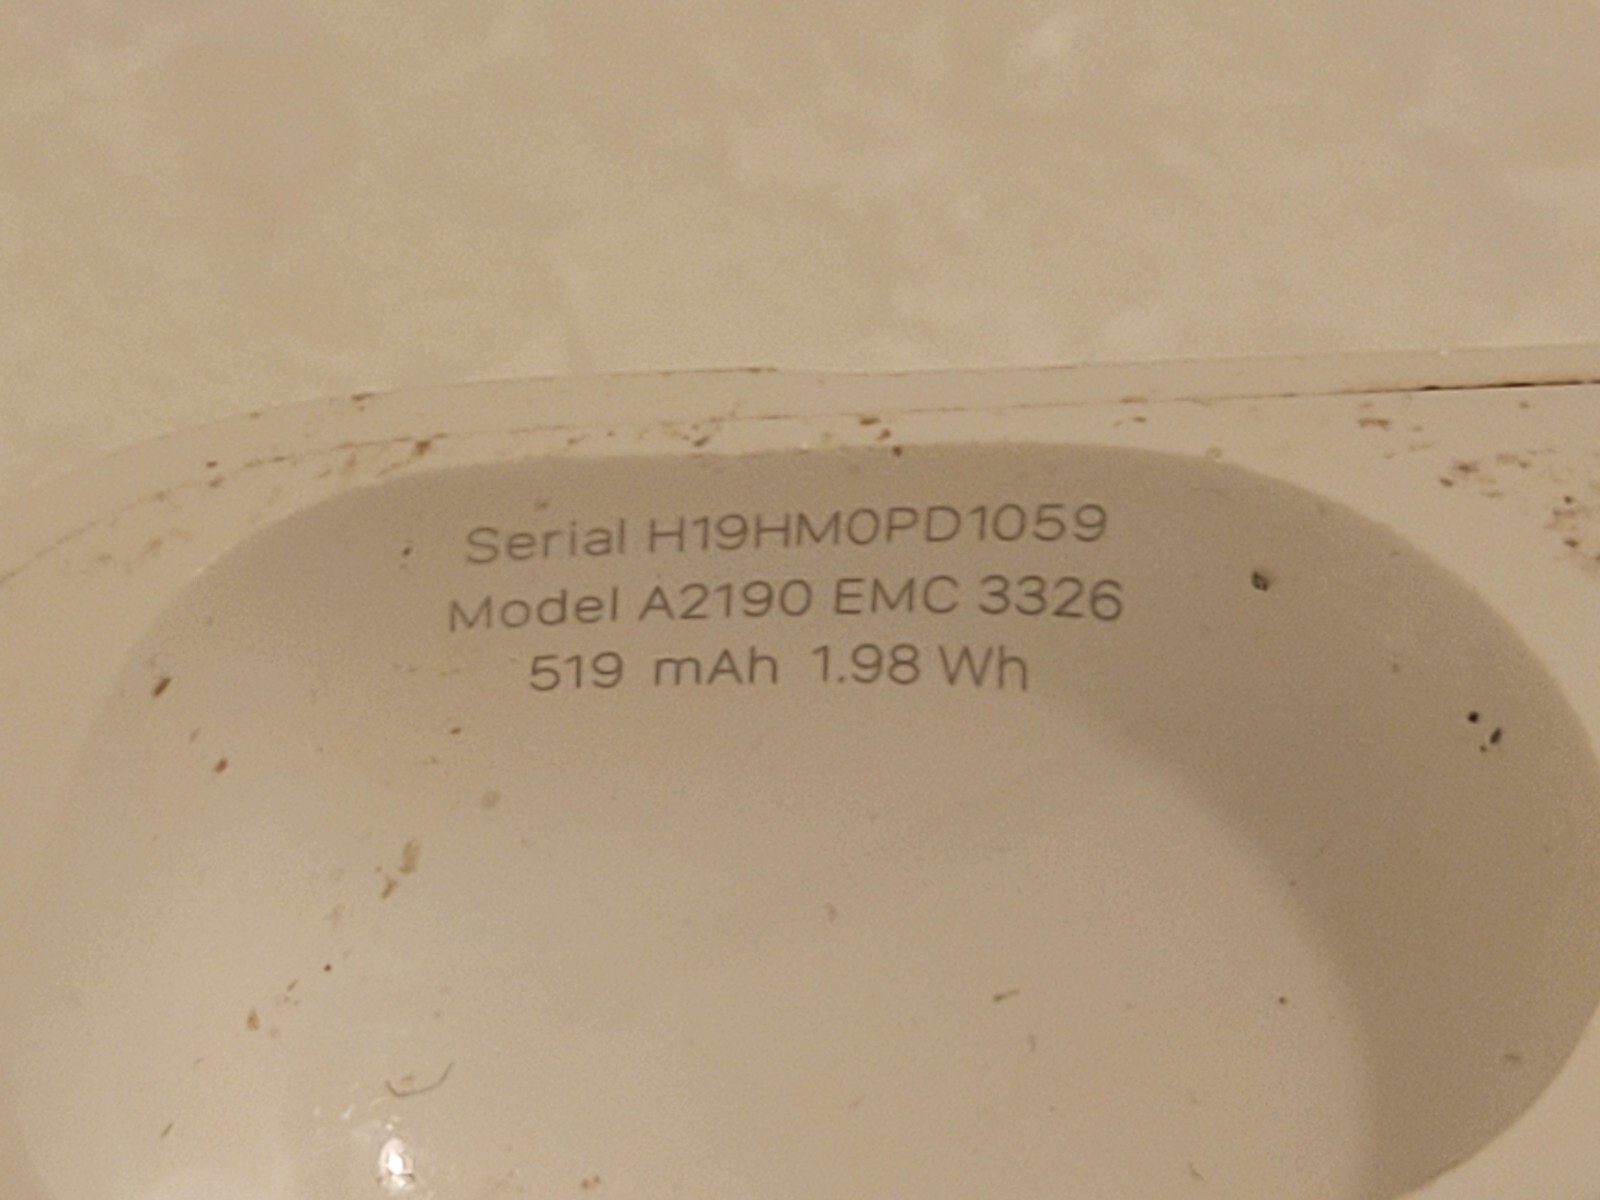 Serial H19HM0PD1059
Model A2190 EMC 3326
519 mAh 1.98 Wh